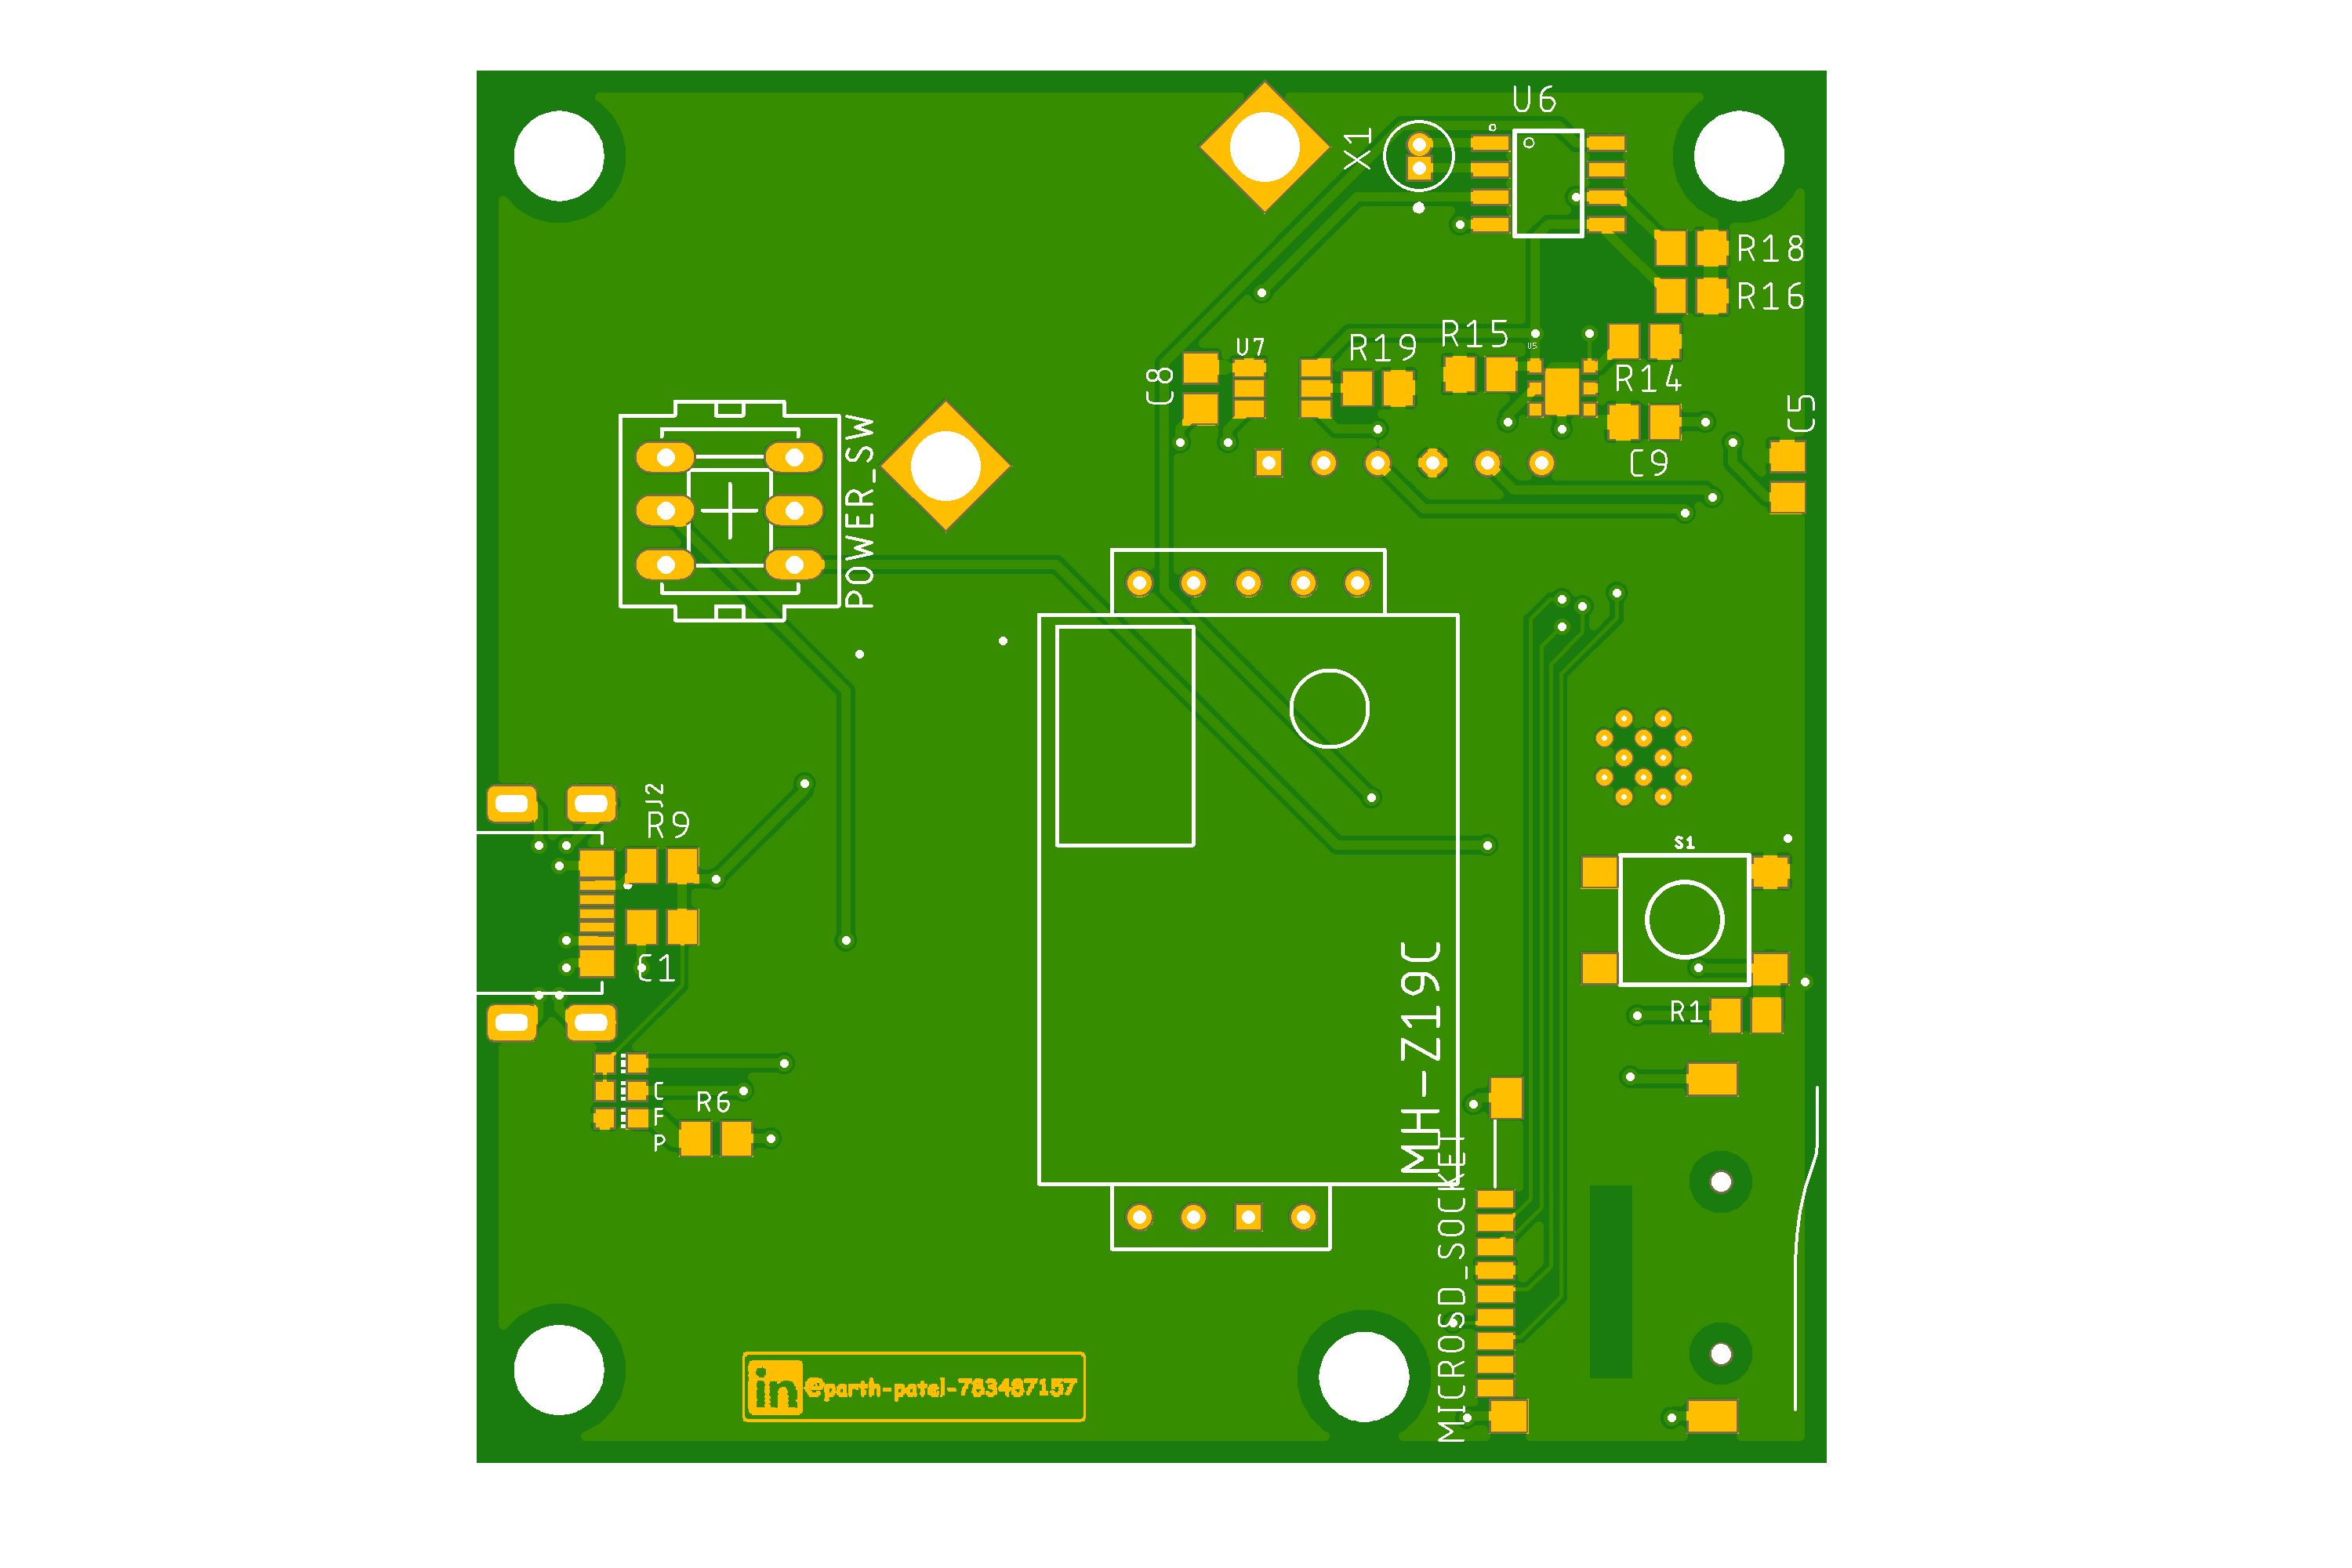 U6
X1
R18
R16
R15
R19
U7
U5
C8
R14
C5
C9
POWER_SW
J2
R9
S1
C1
MH-Z19C
R1
C
F
P
R6
MICROSD_SOCKET
in @parth-patel-783487157